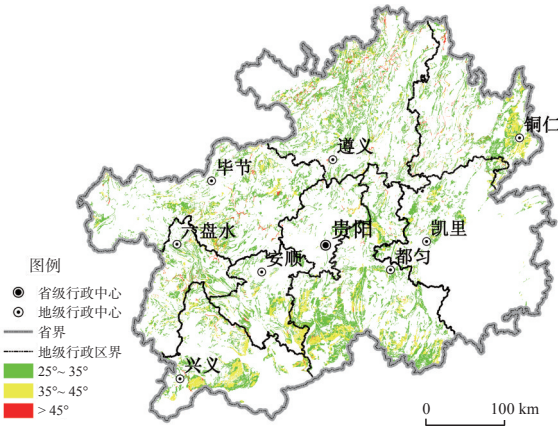 铜仁
遵义
毕节
六盘水
贵阳
凯里
安顺
都匀
兴义
图例
省级行政中心
地级行政中心
省界
地级行政区界
25°~ 35°
35°~ 45°
> 45°
0 100 km